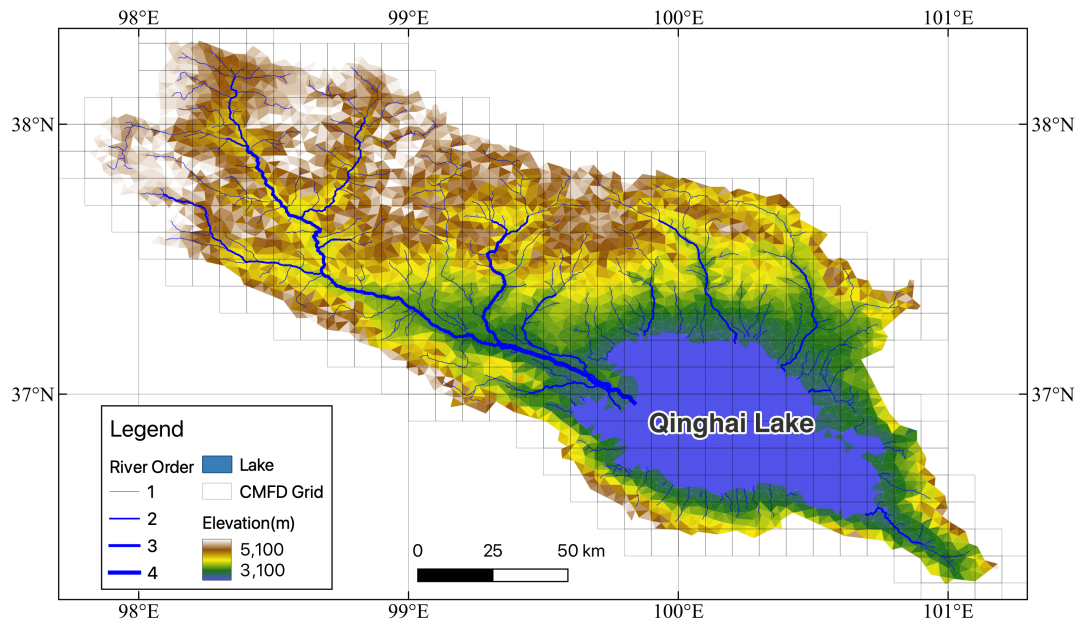 98°E 99°E 100°E 101°E
38°N 38°N
37°N 37°N
Qinghai Lake
Legend
River Order
1
2
3
4
Lake
CMFD Grid
Elevation(m)
5,100
3,100
0 25 50 km
98°E 99°E 100°E 101°E